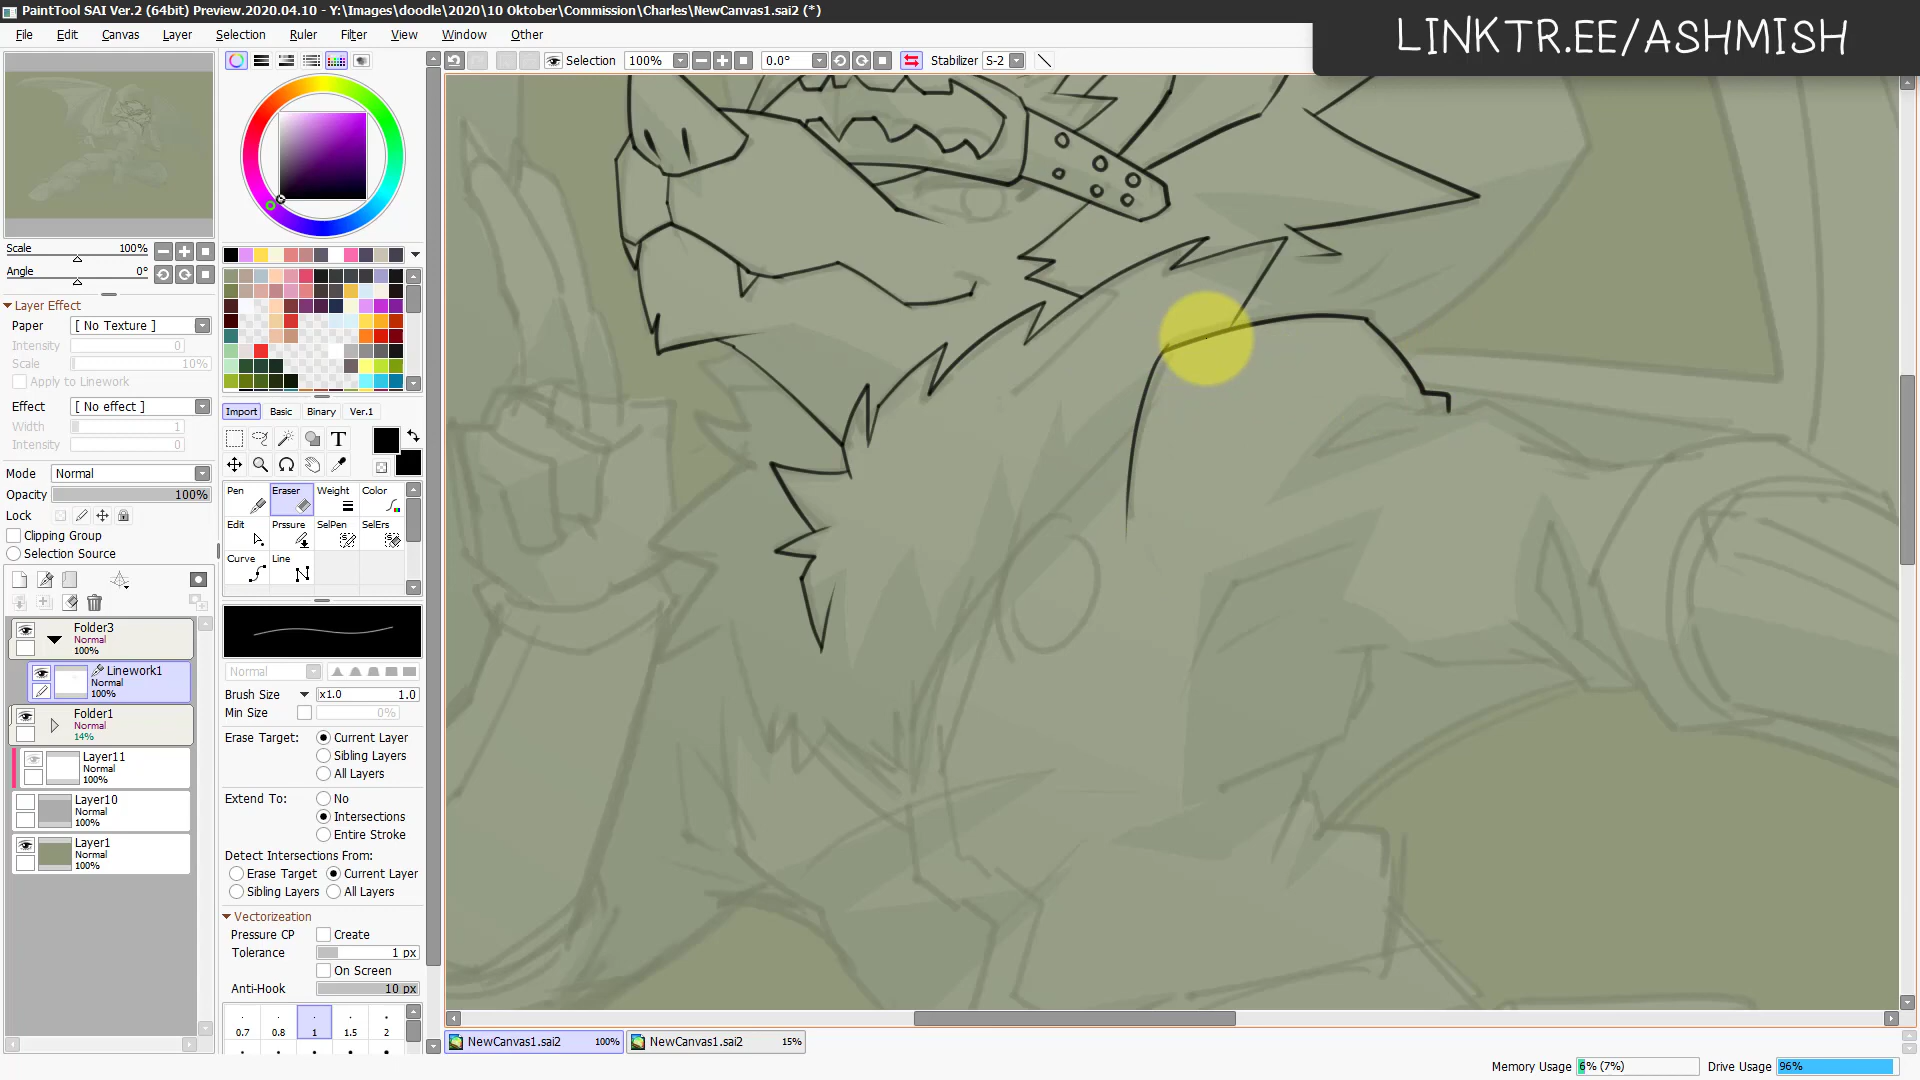 PaintTool SAI Ver.2 (64bit) Preview.2020.04.10 - Y:\Images\doodle\2020\10 Oktober\Commission\Charles\NewCanvas1.sai2 (*)
LINKTR.EE/ASHMISH
File Edit Canvas Layer Selection Ruler Filter View Window Other
Selection 100% 0.0° Stabilizer S-2
Scale 100%
Angle 0°
Layer Effect
Paper [ No Texture ]
Intensity 0
Scale 10%
Apply to Linework
Effect [ No effect ]
Width 1
Intensity 0
Mode Normal
Opacity 100%
Lock
Clipping Group
Selection Source
Folder3
Normal
100%
Linework1
Normal
100%
Folder1
Normal
14%
Layer11
Normal
100%
Layer10
Normal
100%
Layer1
Normal
100%
Import Basic Binary Ver.1
T
Pen Eraser Weight Color
Edit Prssure SelPen SelErs
Curve Line
Normal
Brush Size x1.0 1.0
Min Size 0%
Erase Target: Current Layer
Sibling Layers
All Layers
Extend To: No
Intersections
Entire Stroke
Detect Intersections From:
Erase Target Current Layer
Sibling Layers All Layers
Vectorizeation
Pressure CP Create
Tolerance 1 px
On Screen
Anti-Hook 10 px
0.7 0.8 1 1.5 2
NewCanvas1.sai2 100% NewCanvas1.sai2 15%
Memory Usage 6% (7%) Drive Usage 96%